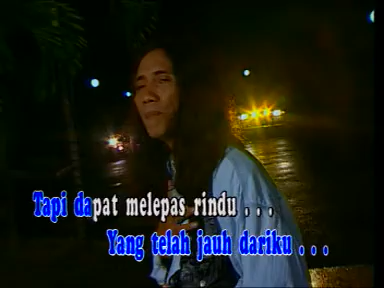 Tapi dapat melepas rindu . . .
Yang telah jauh dariku . . .